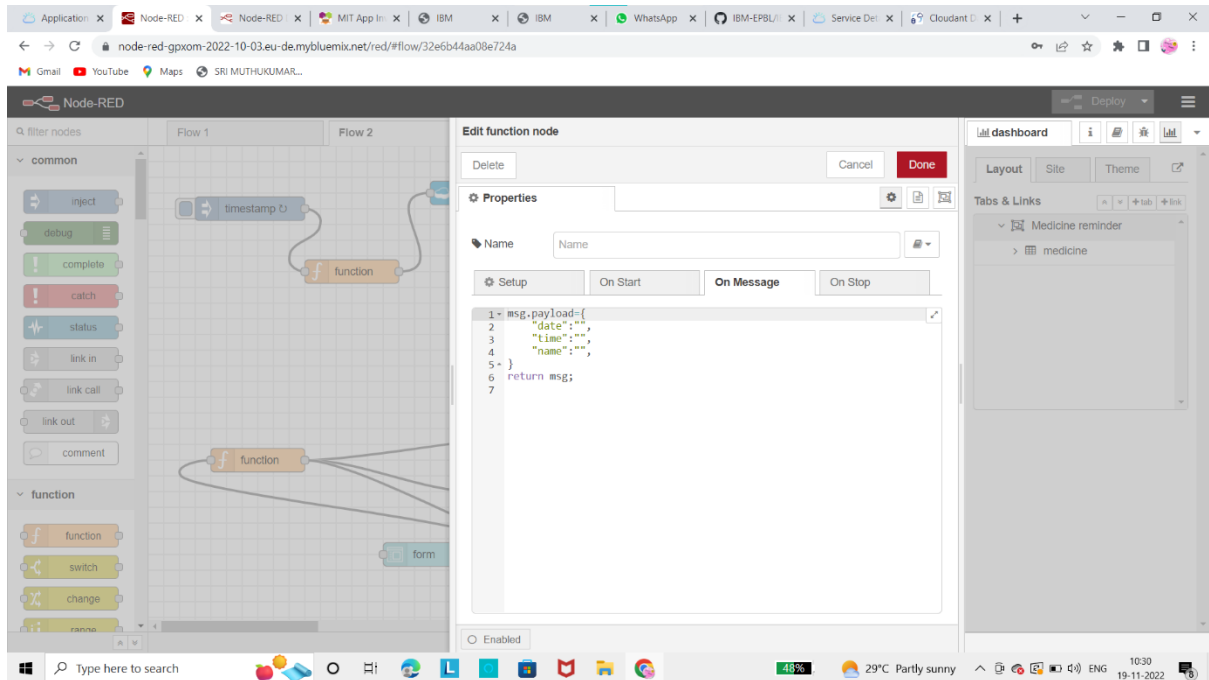 Application
Node-RED :
Node-RED :
MIT App In
IBM
IBM
WhatsApp
IBM-EPBL/I
Service Det
Cloudant D
node-red-gpxom-2022-10-03.eu-de.mybluemix.net/red/#flow/32e6b44aa08e724a
Gmail
YouTube
Maps
SRI MUTHUKUMAR...
Node-RED
Deploy
filter nodes
Flow 1
Flow 2
Edit function node
dashboard
common
Delete
Cancel
Done
Layout
Site
Theme
inject
timestamp ↻
Properties
Tabs & Links
+tab
+link
debug
Name
Name
Medicine reminder
complete
function
medicine
catch
Setup
On Start
On Message
On Stop
status
link in
link call
link out
comment
1 msg.payload={
2 "date":"",
3 "time":"",
4 "name":"",
5 }
6 return msg;
7
function
function
function
form
switch
change
range
Enabled
Type here to search
L
48%
29°C Partly sunny
ENG
10:30
19-11-2022
8